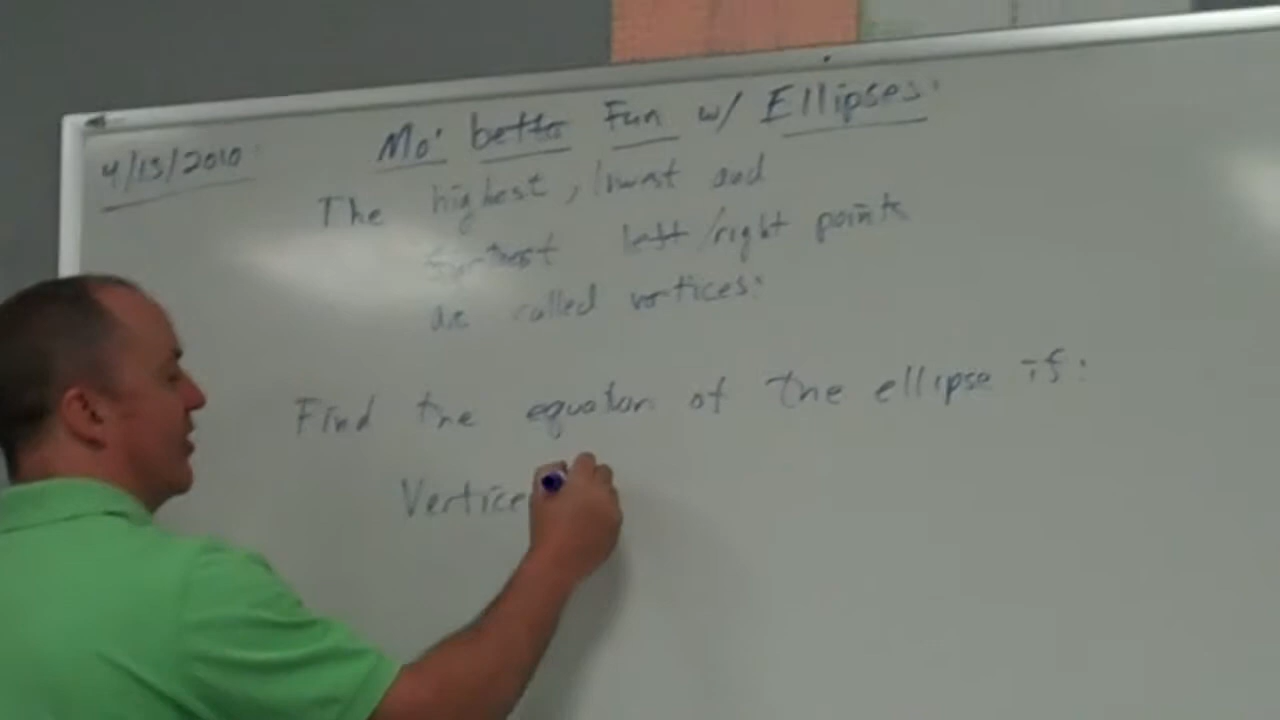 4/13/2010
Mo' better Fun w/ Ellipses:
The highest, lowest and
furthest left/right points
are called vertices:
Find the equation of the ellipse if:
Vertice